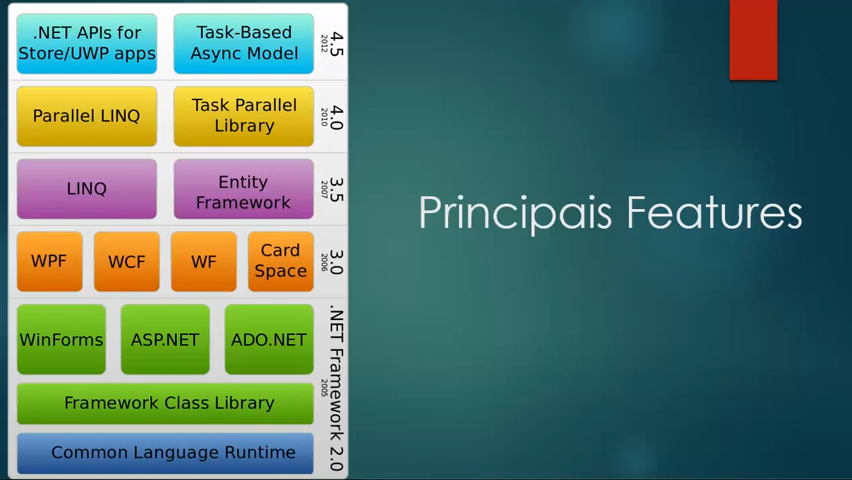 .NET APIs for
Store/UWP apps
Task-Based
Async Model
4.5
2012
Parallel LINQ
Task Parallel
Library
4.0
2010
LINQ
Entity
Framework
3.5
2007
WPF
WCF
WF
Card
Space
3.0
2006
WinForms
ASP.NET
ADO.NET
Framework Class Library
Common Language Runtime
.NET Framework 2.0
2005
Principais Features